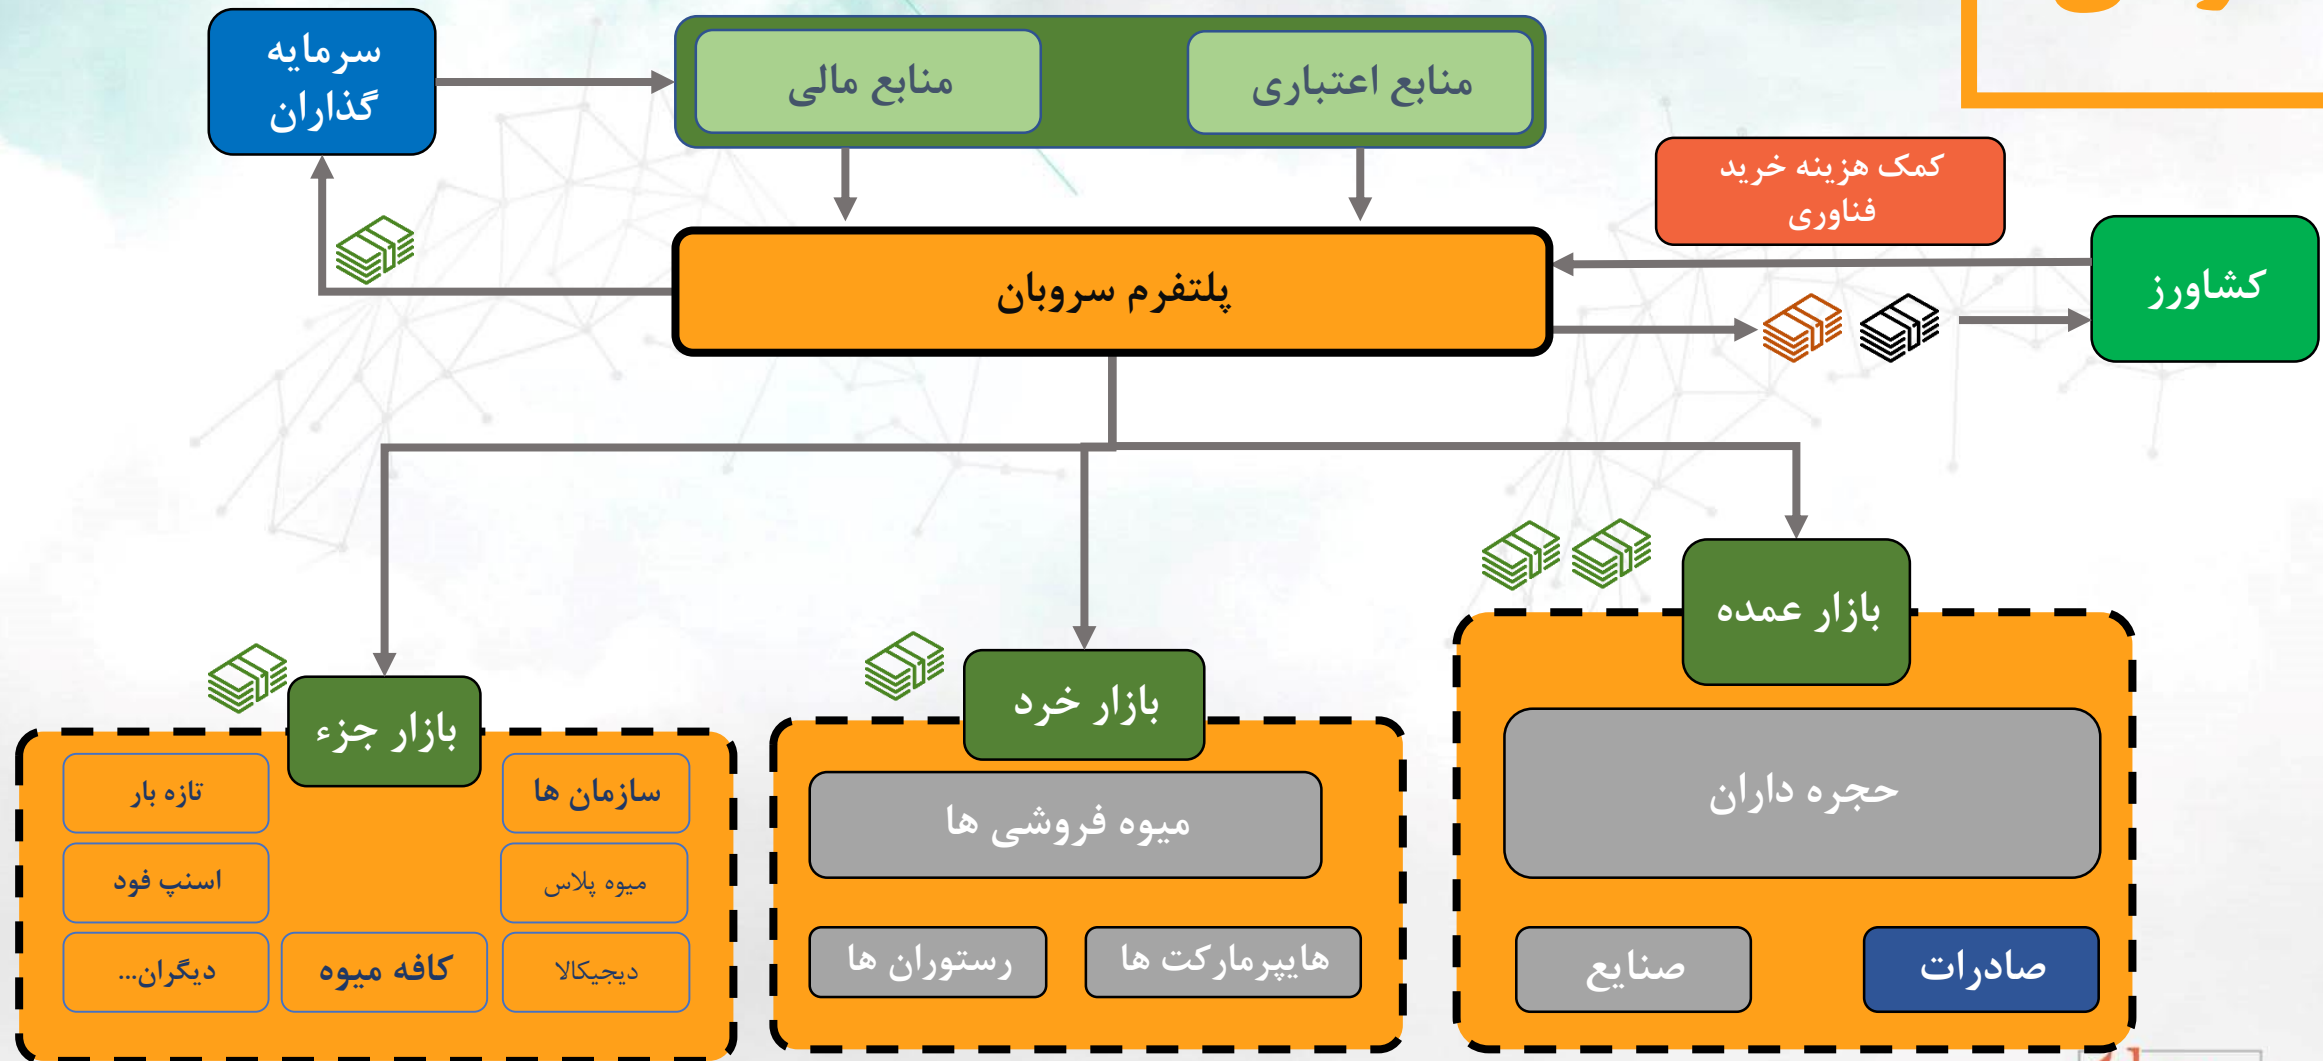 سرمایه
گذاران
منابع مالی
منابع اعتباری
کمک هزینه خرید
فناوری
کشاورز
پلتفرم سروبان
بازار عمده
حجره داران
صنایع
صادرات
بازار خرد
میوه فروشی ها
رستوران ها
هایپرمارکت ها
بازار جزء
سازمان ها
تازه بار
میوه پلاس
اسنپ فود
دیجیکالا
کافه میوه
دیگران...